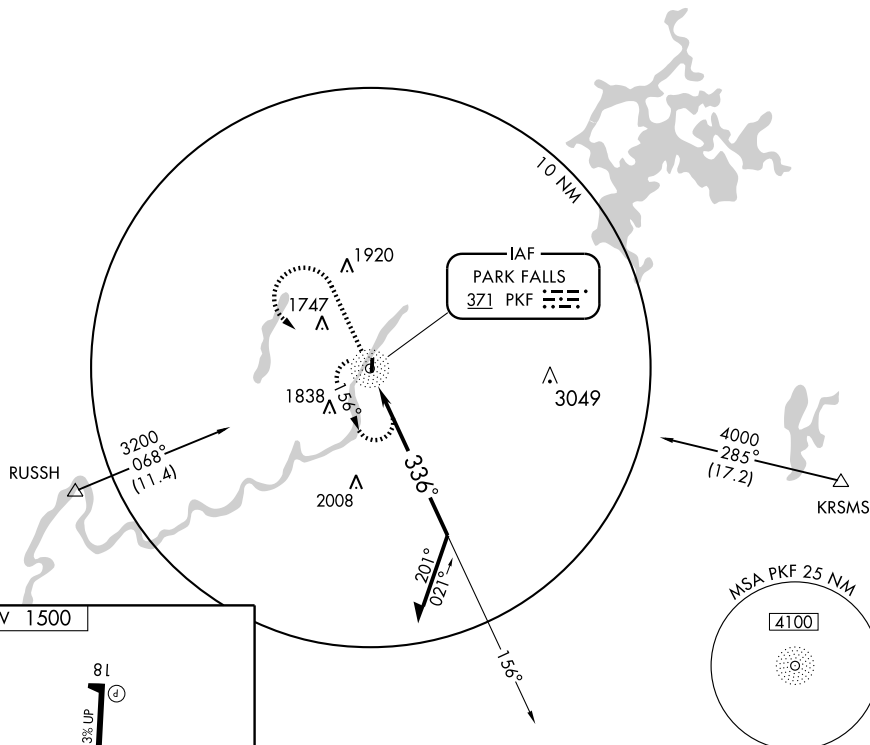 10 NM
IAF
PARK FALLS
371 PKF
1920
1747
1838
156°
3049
2008
336°
3200
068°
(11.4)
RUSSH
4000
285°
(17.2)
KRSMS
201°
021°
156°
MSA PKF 25 NM
4100
1500
18
P
3% UP